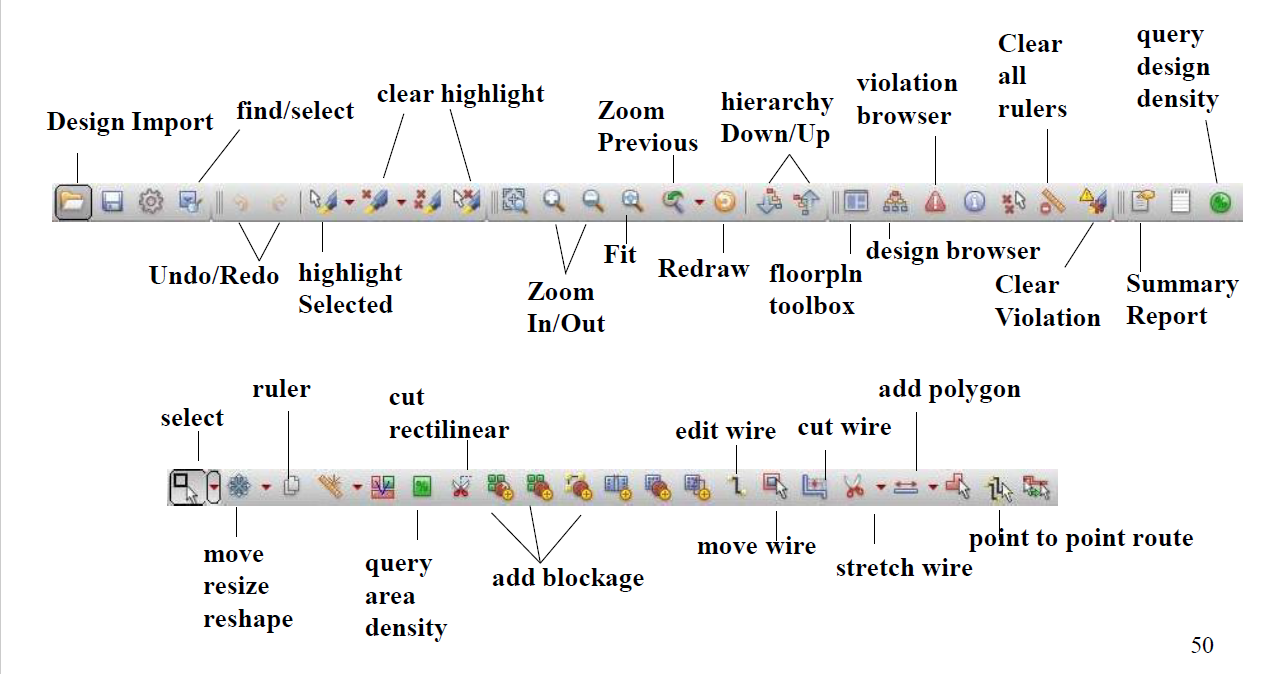 Design Import
find/select
clear highlight
Zoom
Previous
hierarchy
Down/Up
violation
browser
Clear
all
rulers
query
design
density
Undo/Redo
highlight
Selected
Zoom
In/Out
Fit
Redraw
floorpln
toolbox
design browser
Clear
Violation
Summary
Report
select
ruler
cut
rectilinear
edit wire
cut wire
add polygon
%
move
resize
reshape
query
area
density
add blockage
move wire
stretch wire
point to point route
50